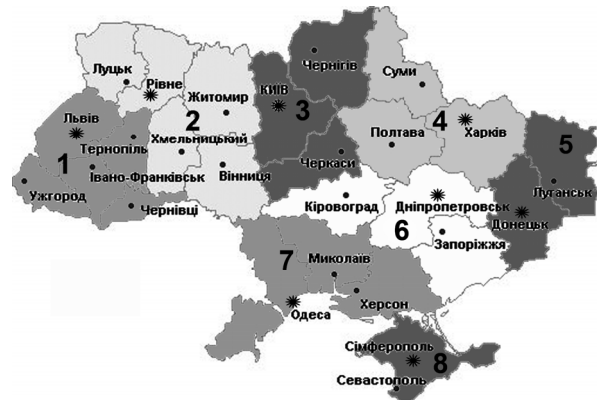 Чернігів
Суми
Луцьк
Рівне
КИЇВ
Житомир
3
Львів
2
4
Харків
Тернопіль
Хмельницький
Полтава
5
1
Черкаси
Івано-Франківськ
Вінниця
Луганськ
Ужгород
Кіровоград
Дніпропетровськ
Чернівці
Донецьк
6
Запоріжжя
7
Миколаїв
Херсон
Одеса
Сімферополь
8
Севастополь